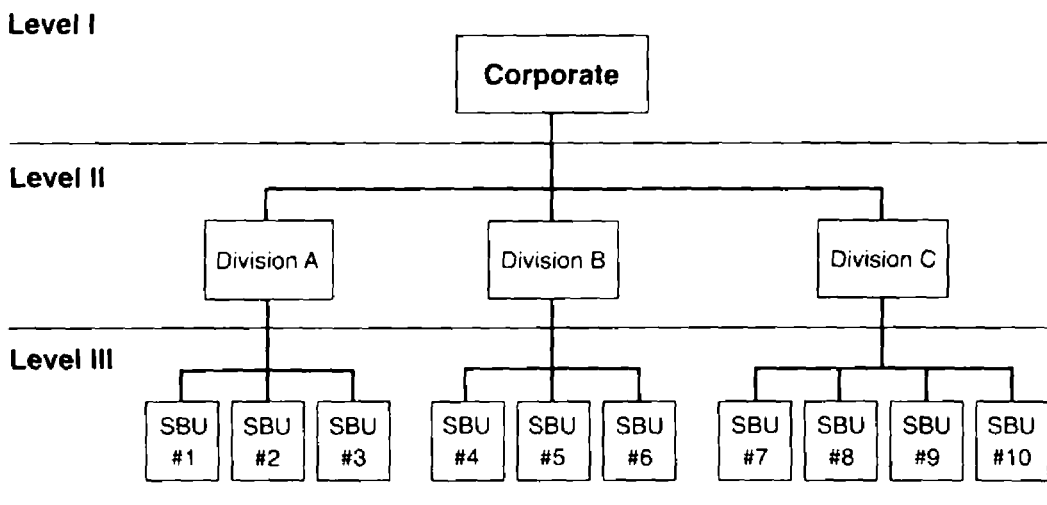 Level I
Corporate
Level II
Division A
Division B
Division C
Level III
SBU
#1
SBU
#2
SBU
#3
SBU
#4
SBU
#5
SBU
#6
SBU
#7
SBU
#8
SBU
#9
SBU
#10